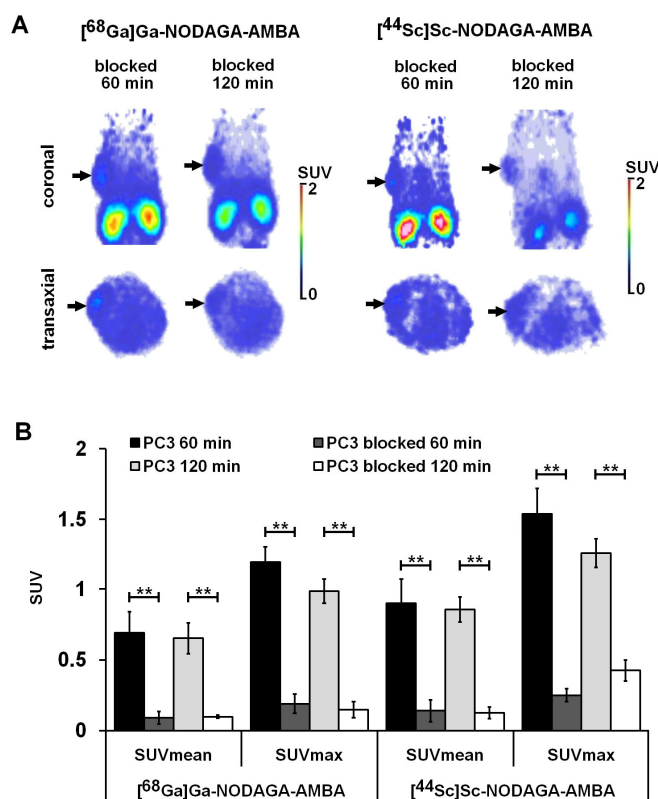 A
[68Ga]Ga-NODAGA-AMBA [44Sc]Sc-NODAGA-AMBA
blocked 60 min blocked 120 min blocked 60 min blocked 120 min
coronal
SUV 2 0
SUV 2 0
transaxial
B
PC3 60 min PC3 blocked 60 min
PC3 120 min PC3 blocked 120 min
SUV
2
1.5
1
0.5
0
** ** ** ** ** ** ** **
SUVmean SUVmax SUVmean SUVmax
[68Ga]Ga-NODAGA-AMBA [44Sc]Sc-NODAGA-AMBA